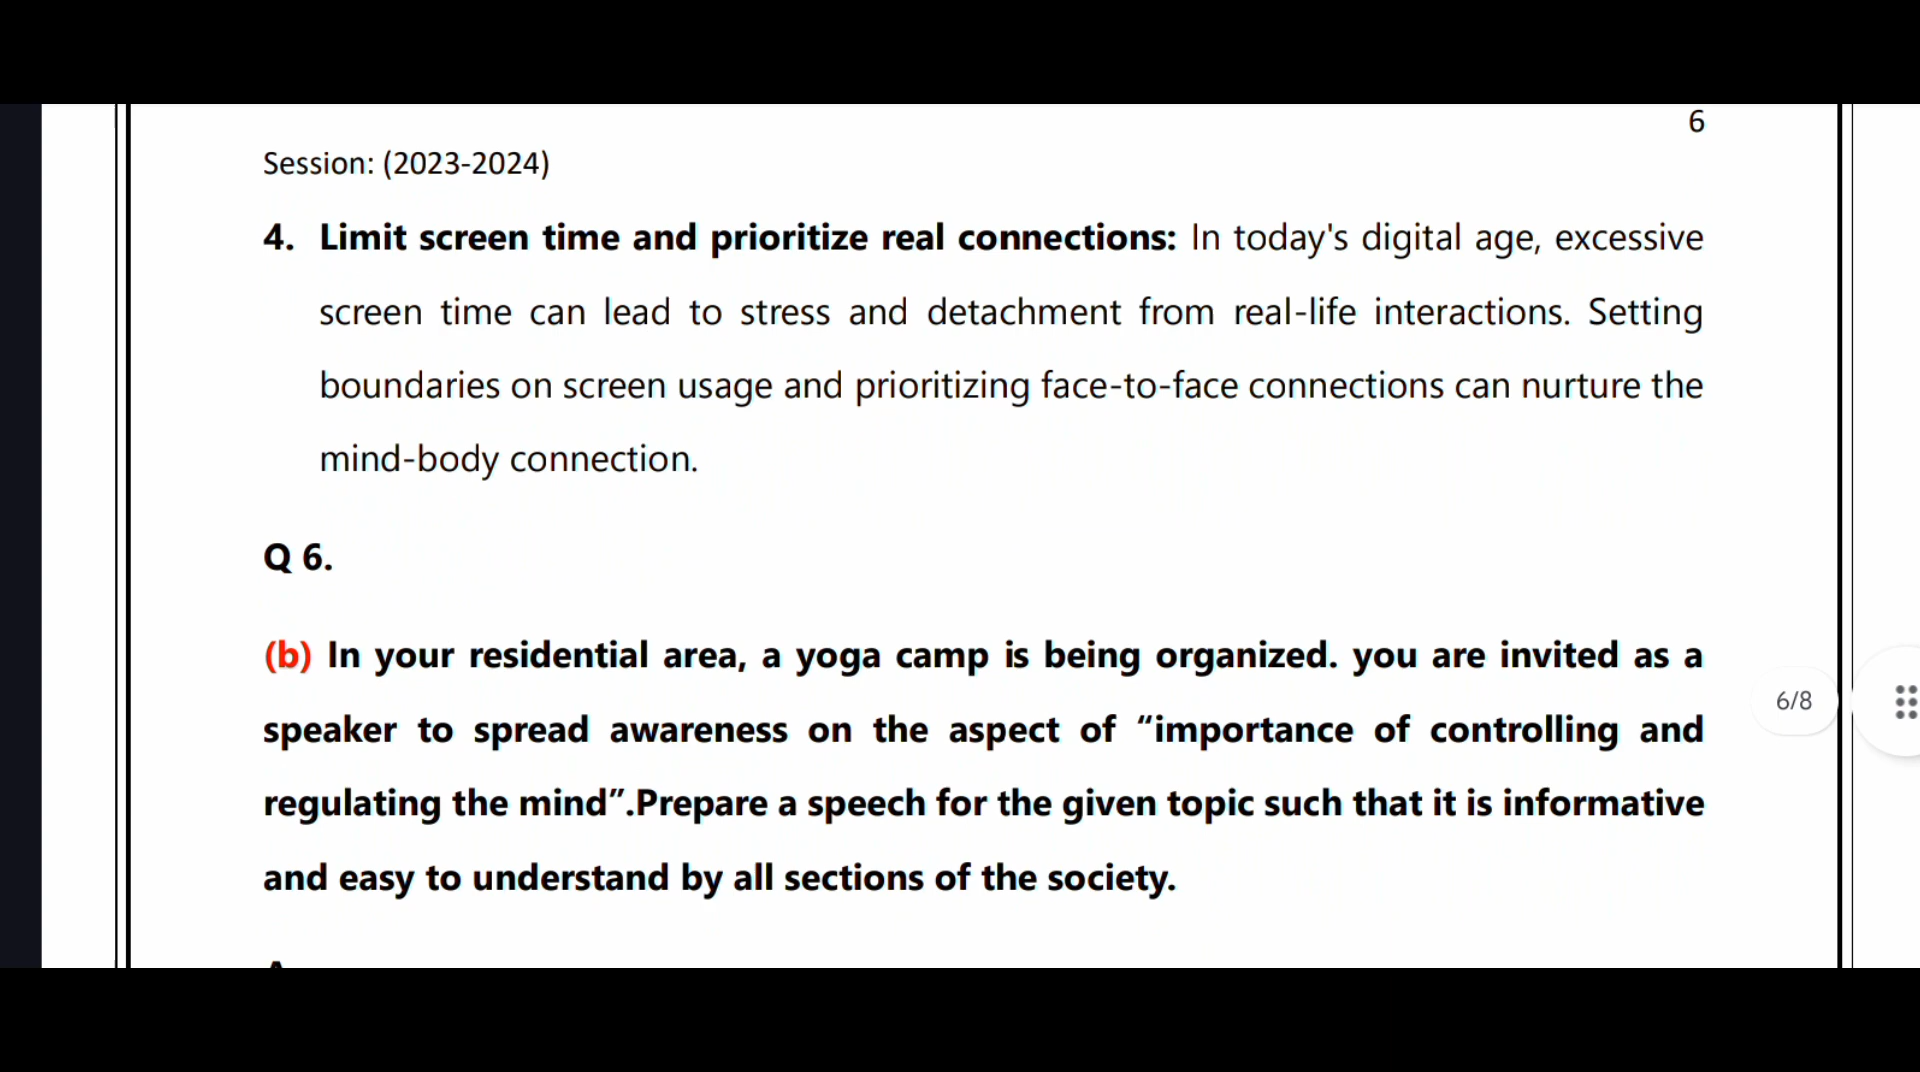 6
Session: (2023-2024)
4. Limit screen time and prioritize real connections: In today's digital age, excessive
screen time can lead to stress and detachment from real-life interactions. Setting
boundaries on screen usage and prioritizing face-to-face connections can nurture the
mind-body connection.
Q 6.
(b) In your residential area, a yoga camp is being organized. you are invited as a
speaker to spread awareness on the aspect of “importance of controlling and
regulating the mind”.Prepare a speech for the given topic such that it is informative
and easy to understand by all sections of the society.
6/8